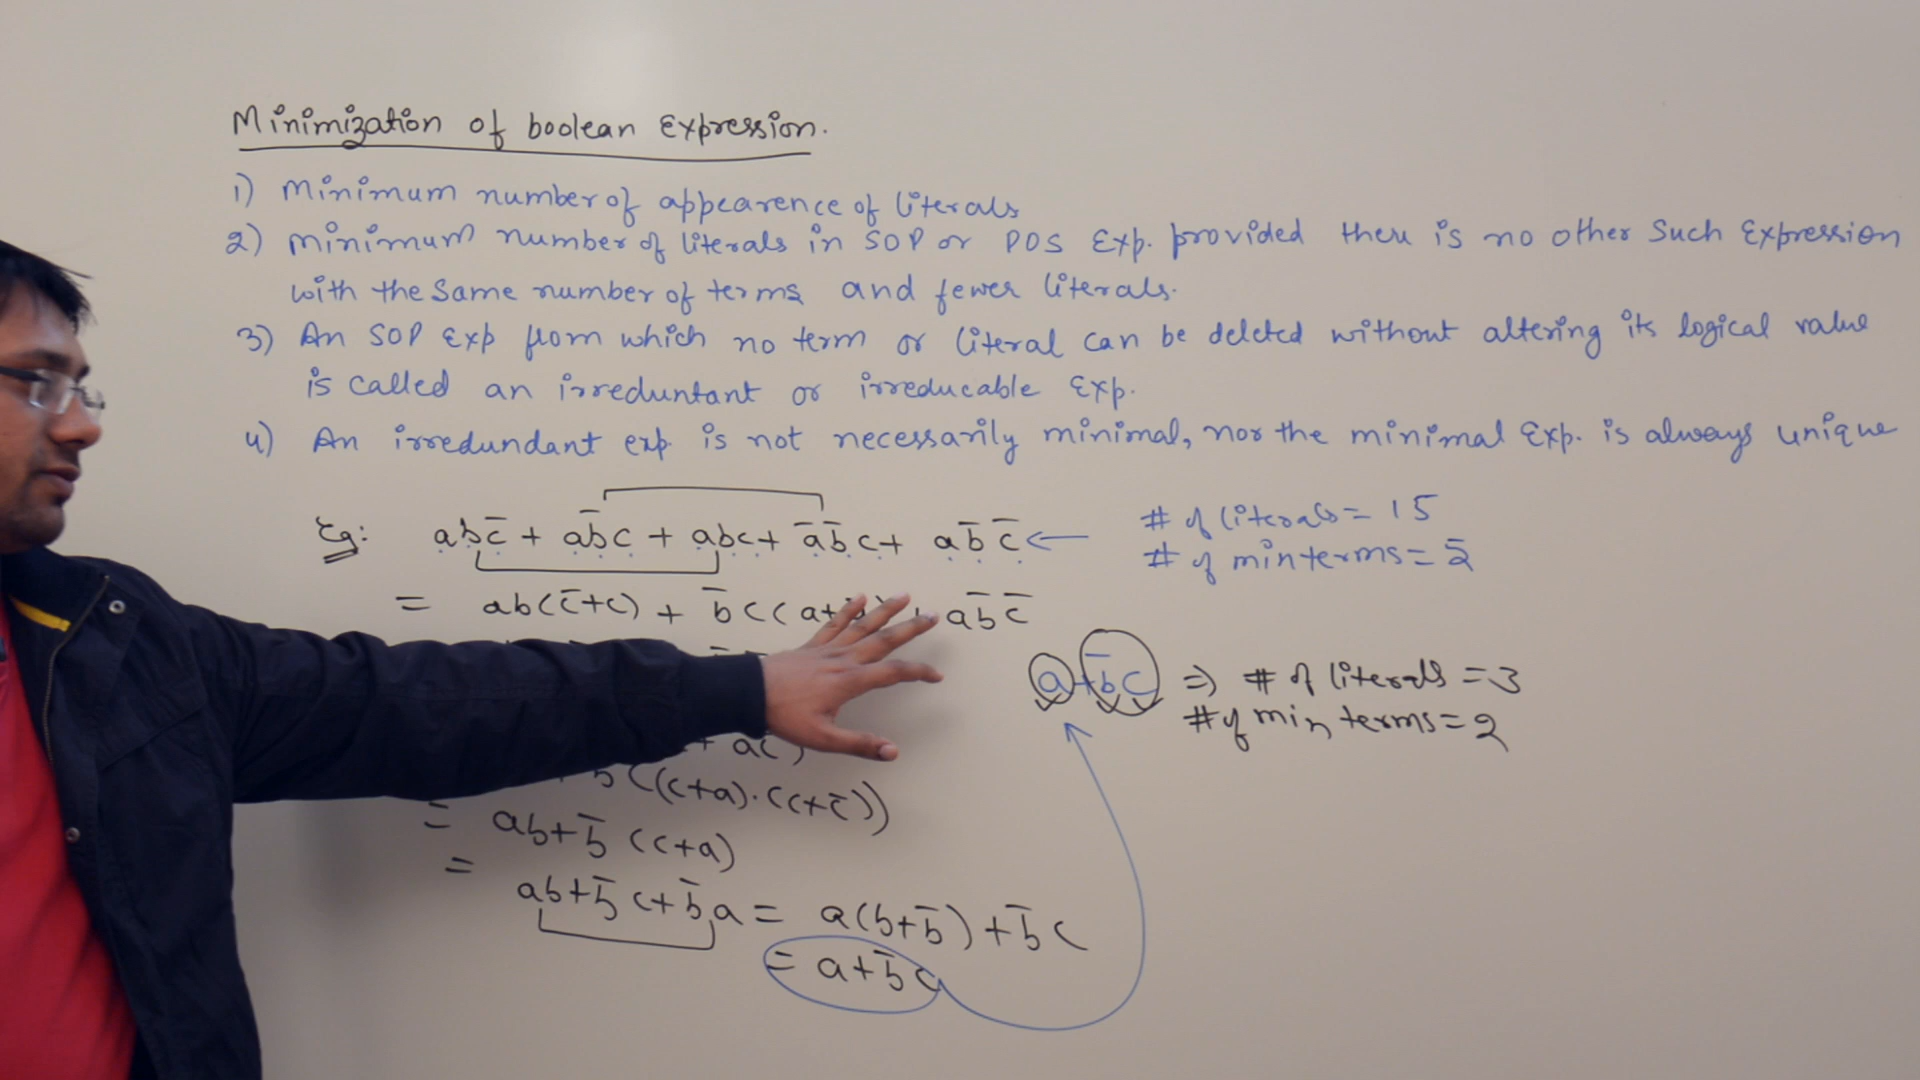 Minimization of boolean Expression.
1) Minimum number of appearence of literals
2) Minimum number of literals in SOP or POS Exp. provided there is no other such Expression
with the same number of terms and fewer literals.
3) An SOP Exp from which no term or literal can be deleted without altering its logical value
is called an irreduntant or irreducable Exp.
4) An irredundant exp. is not necessarily minimal, nor the minimal Exp. is always unique
Eg: abc̅ + ab̅c + abc + a̅b̅c + ab̅c̅ ← # of literals = 15
# of minterms = 5
= ab(c̅+c) + b̅c(a+ + ab̅c̅
a+b̅c ⇒ # of literals = 3
# of min terms = 2
+ ac̅)
b̅((c+a)·(c+c̅))
= ab+b̅(c+a)
= ab+b̅c+b̅a = a(b+b̅)+b̅c
= a+b̅c